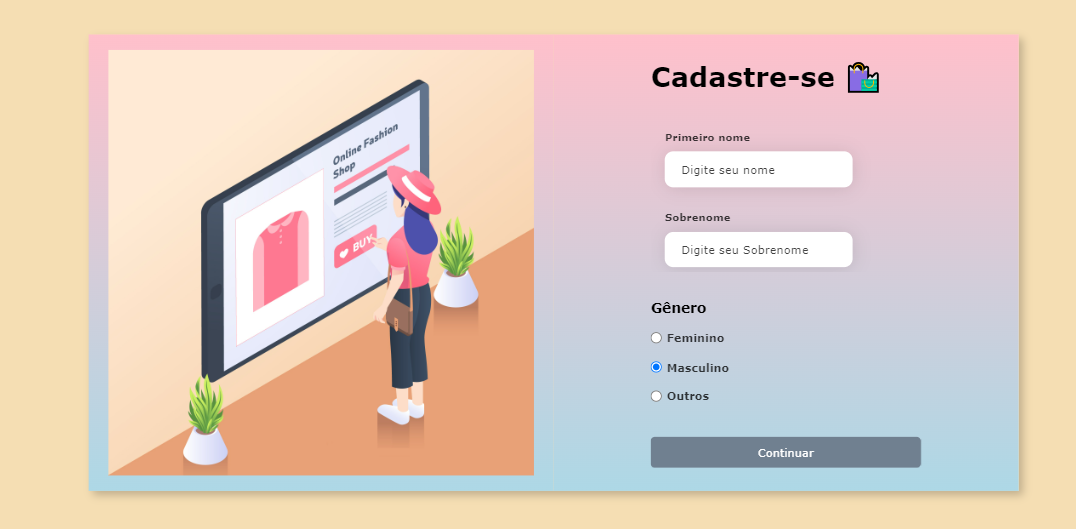 Online Fashion
Shop
BUY
Cadastre-se
Primeiro nome
Digite seu nome
Sobrenome
Digite seu Sobrenome
Gênero
Feminino
Masculino
Outros
Continuar